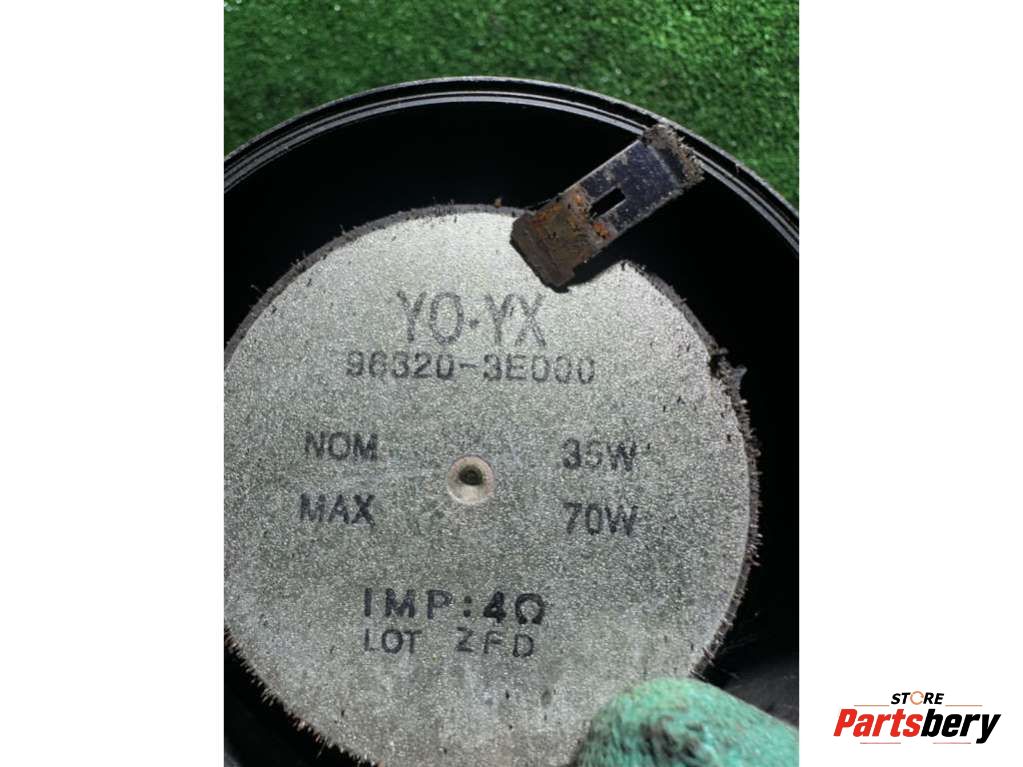 YO·YX
96320-3E000
NOM 35W
MAX 70W
IMP:4Ω
LOT ZFD
STORE
Partsbery